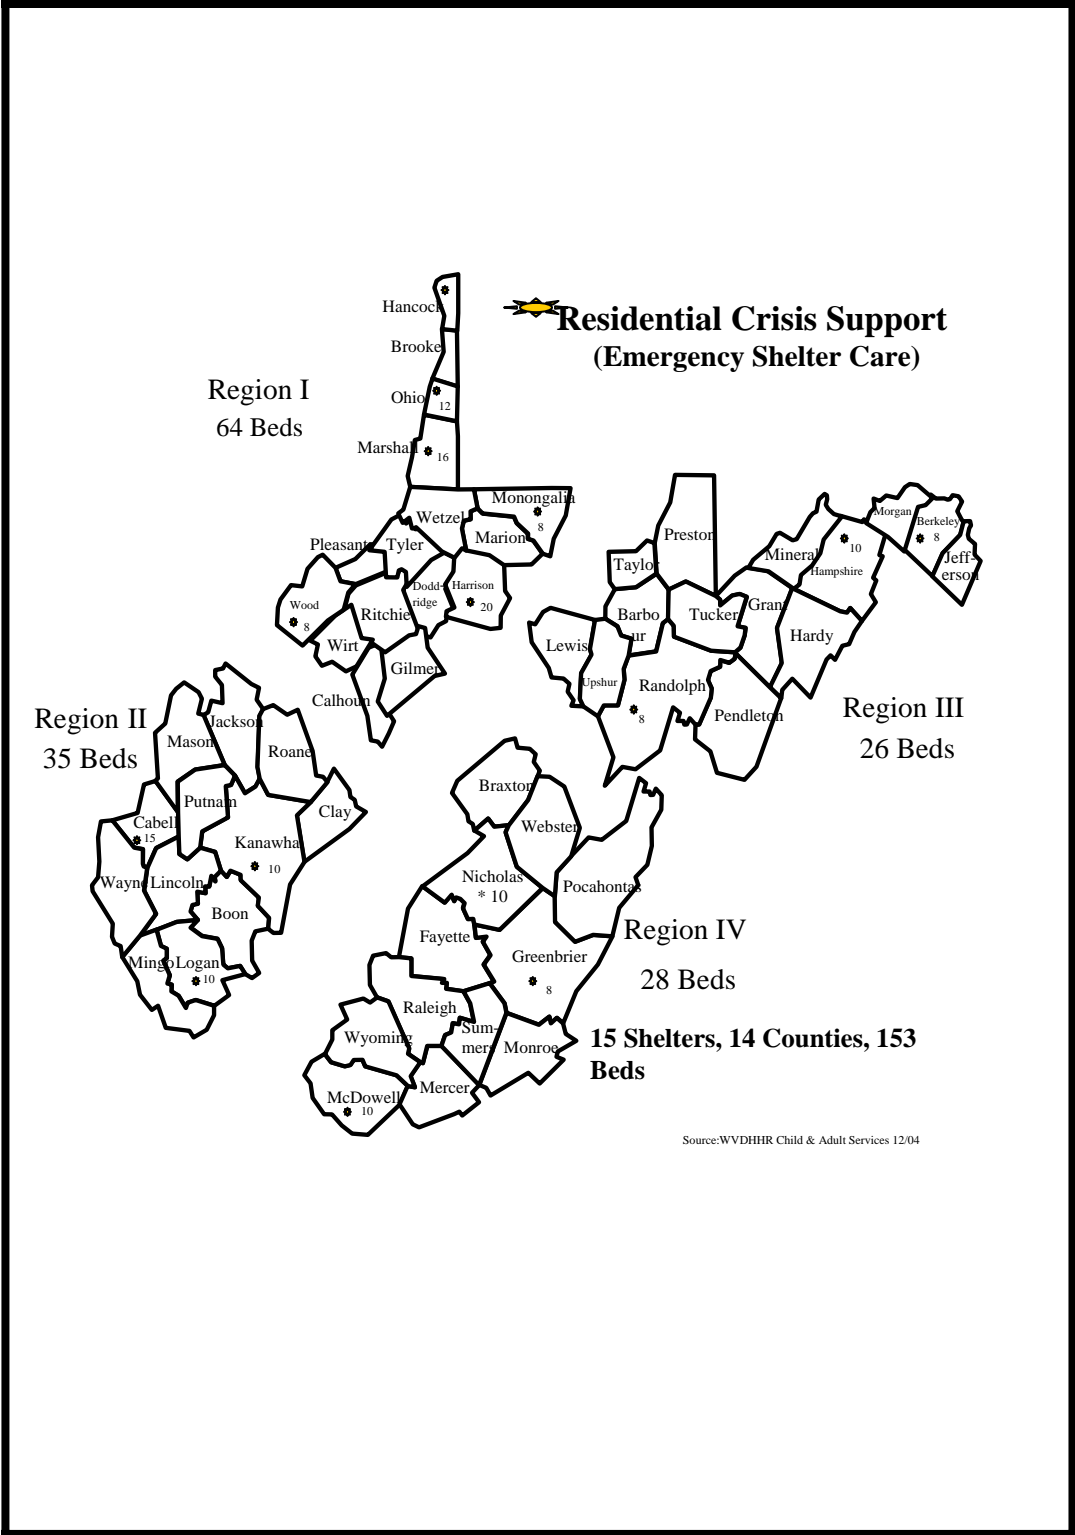 Residential Crisis Support
(Emergency Shelter Care)
Region I
64 Beds
Hancock
Brooke
Ohio
12
Marshall
16
Wetzel
Monongalia
8
Marion
Pleasant
Tyler
Dodd-
ridge
Harrison
20
Wood
8
Ritchie
Wirt
Gilmer
Calhoun
Region II
35 Beds
Jackson
Mason
Roane
Putnam
Clay
Cabell
15
Kanawha
10
Wayne
Lincoln
Boon
Mingo
Logan
10
Preston
Taylor
Barbo
ur
Tucker
Lewis
Upshur
Randolph
8
Pendleton
Grant
Mineral
Hampshire
10
Hardy
Morgan
Berkeley
8
Jeff-
erson
Region III
26 Beds
Braxton
Webster
Nicholas
* 10
Pocahontas
Fayette
Greenbrier
8
Raleigh
Sum-
mers
Monroe
Wyoming
McDowell
10
Mercer
Region IV
28 Beds
15 Shelters, 14 Counties, 153
Beds
Source:WVDHHR Child & Adult Services 12/04